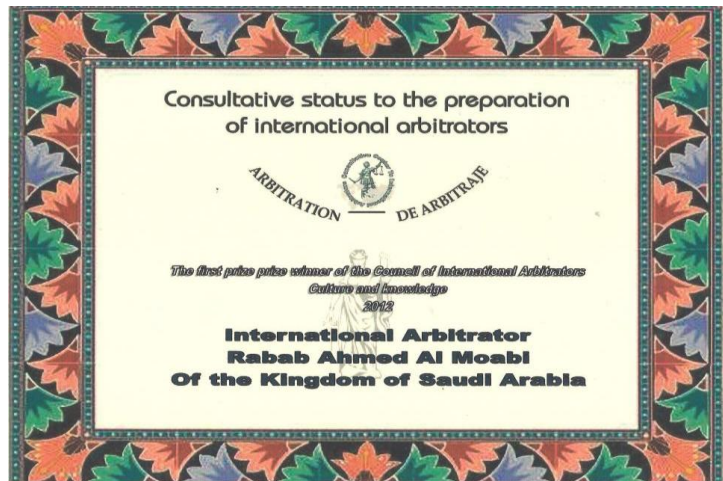 Consultative status to the preparation
of international arbitrators
ARBITRATION DE ARBITRAJE
The first prize prize winner of the Council of International Arbitrators
Culture and knowledge
2012
International Arbitrator
Rabab Ahmed Al Moabi
Of the Kingdom of Saudi Arabia